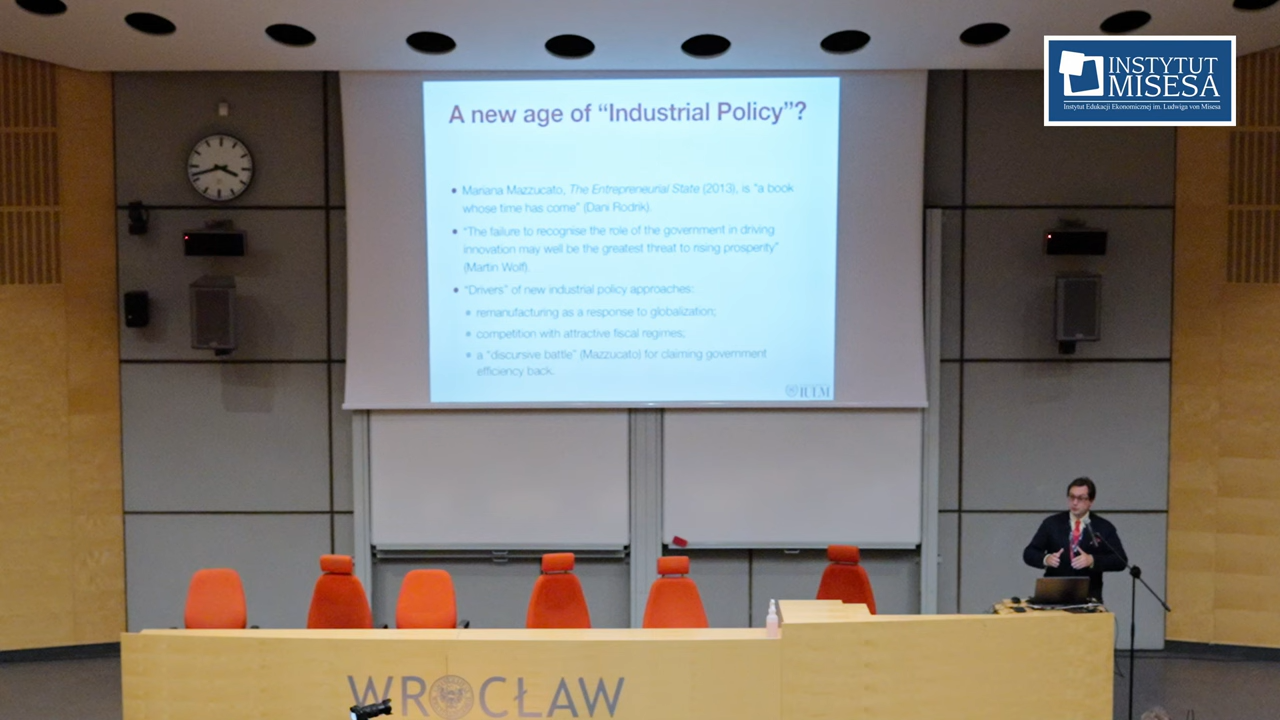 A new age of “Industrial Policy”?
• Mariana Mazzucato, The Entrepreneurial State (2013), is “a book
whose time has come” (Dani Rodrik).
• “The failure to recognise the role of the government in driving
innovation may well be the greatest threat to rising prosperity”
(Martin Wolf).
• “Drivers” of new industrial policy approaches:
• remanufacturing as a response to globalization;
• competition with attractive fiscal regimes;
• a “discursive battle” (Mazzucato) for claiming government
efficiency back.
IULM
INSTYTUT
MISESA
Instytut Edukacji Ekonomicznej im. Ludwiga von Misesa
WROCŁAW